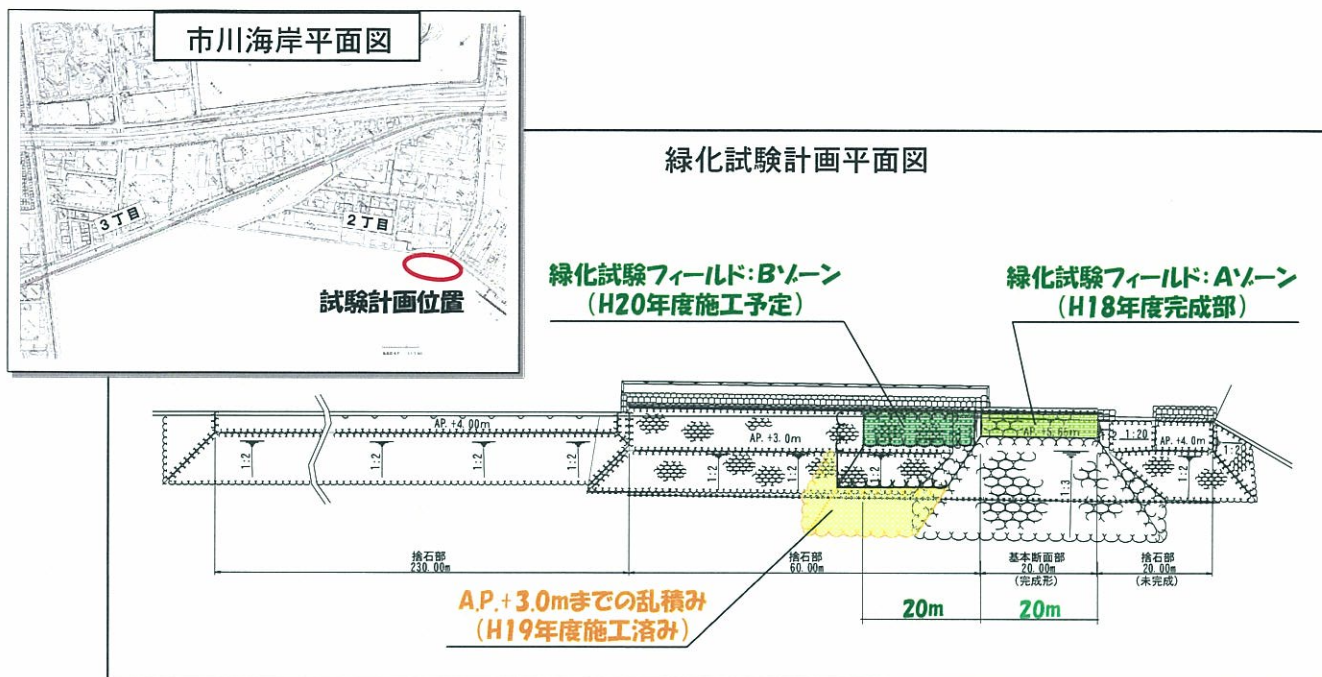 市川海岸平面図
3丁目
2丁目
試験計画位置
緑化試験計画平面図
緑化試験フィールド:Bゾーン
(H20年度施工予定)
緑化試験フィールド:Aゾーン
(H18年度完成部)
AP. +4.00m
AP. +3.0m
AP. +5.65m
1:20
AP. +4.0m
1:2
1:2
1:2
1:2
1:2
1:2
1:2
1:3
1:2
1:2
捨石部
230.00m
捨石部
60.00m
基本断面部
20.00m
(完成形)
捨石部
20.00m
(未完成)
A.P.+3.0mまでの乱積み
(H19年度施工済み)
20m
20m